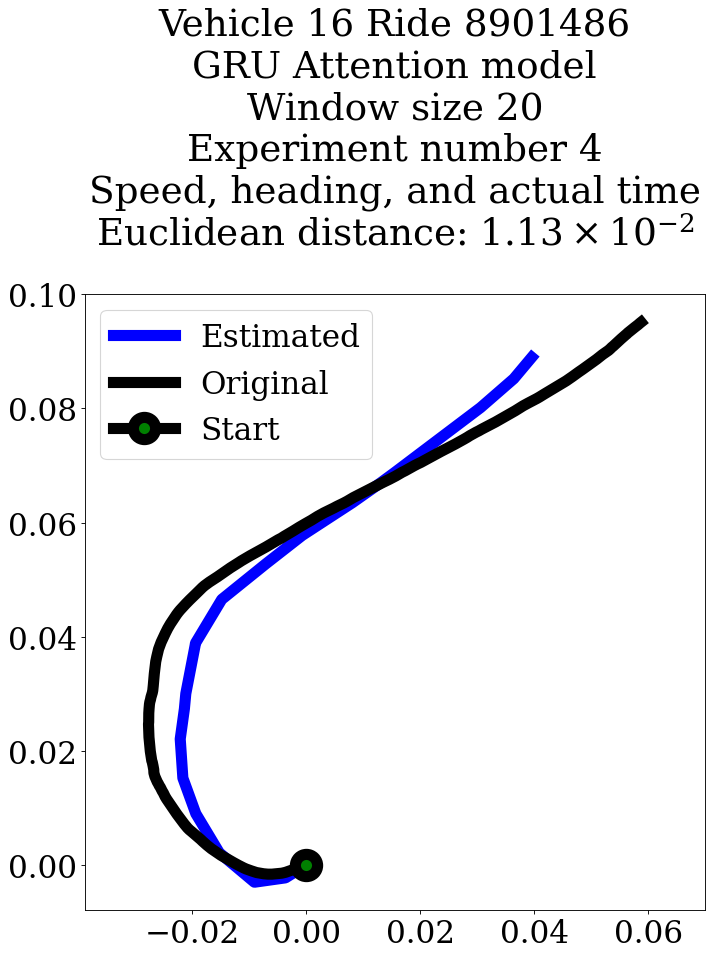 Vehicle 16 Ride 8901486
GRU Attention model
Window size 20
Experiment number 4
Speed, heading, and actual time
Euclidean distance: 1.13 × 10⁻²
0.10
Estimated
Original
Start
0.08
0.06
0.04
0.02
0.00
−0.02 0.00 0.02 0.04 0.06